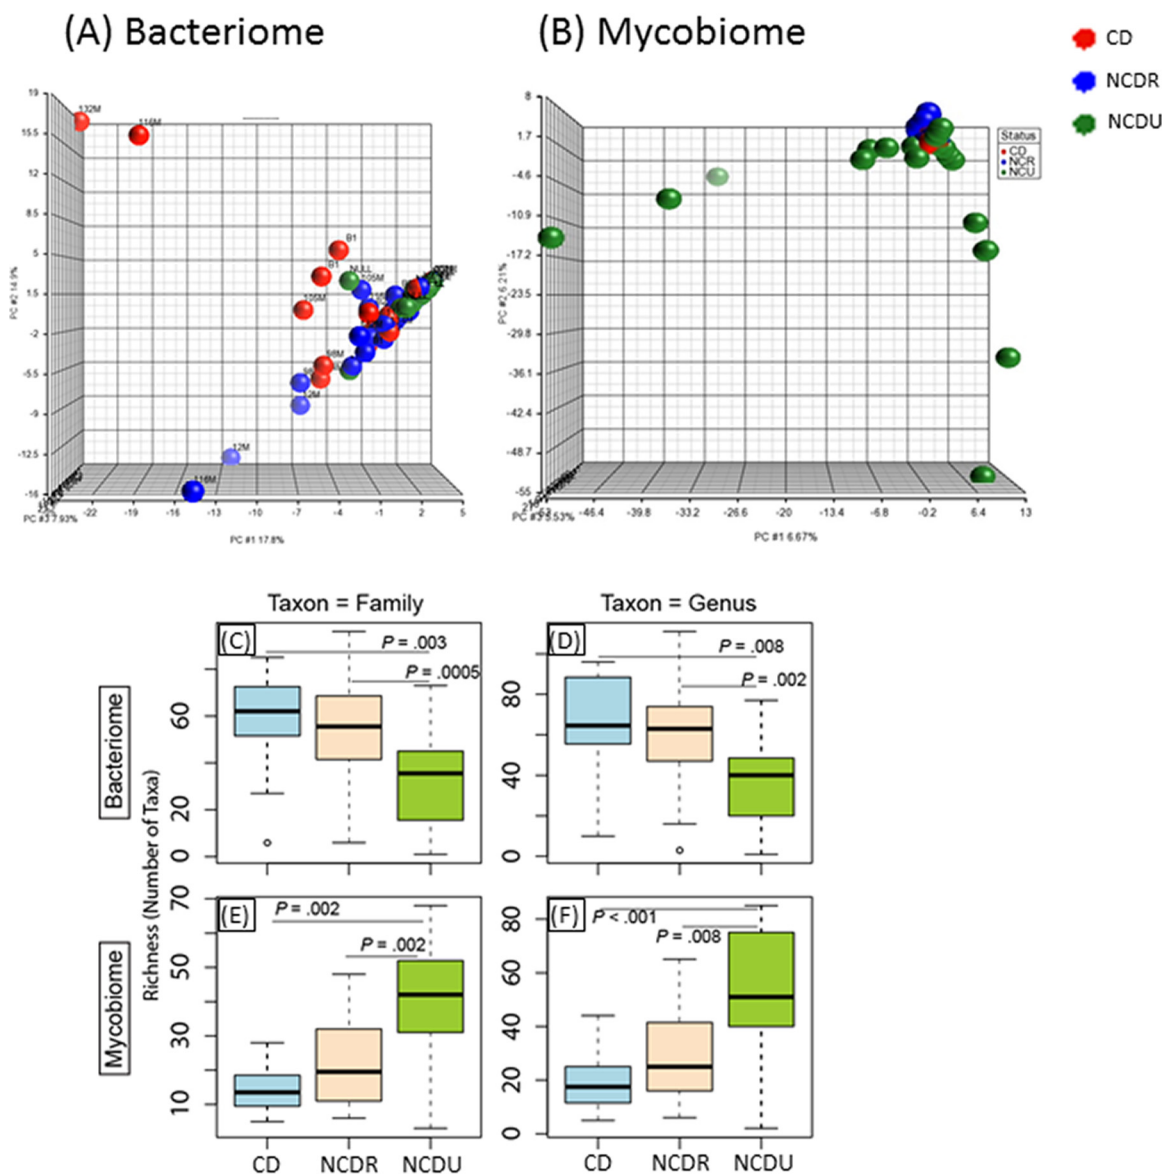 (A) Bacteriome
(B) Mycobiome
CD
NCDR
NCDU
19
15.5
12
8.5
5
1.5
-2
-5.5
-9
-12.5
-16
PC #2 14.9%
132M
116M
B1
B1
NULL
105M
105M
98M
12M
12M
116M
-22
-19
-16
-13
-10
-7
-4
-1
2
5
PC #3 7.93%
PC #1 17.8%
8
1.7
-4.6
-10.9
-17.2
-23.5
-29.8
-36.1
-42.4
-48.7
-55
PC #2 6.21%
Status
CD
NCR
NCU
-46.4
-39.8
-33.2
-26.6
-20
-13.4
-6.8
-0.2
6.4
13
PC #1 6.67%
Taxon = Family
Taxon = Genus
Bacteriome
Mycobiome
Richness (Number of Taxa)
(C)
P = .003
P = .0005
60
20
0
(D)
P = .008
P = .002
80
40
0
(E)
P = .002
P = .002
70
50
30
10
(F)
P < .001
P = .008
80
60
40
20
0
CD NCDR NCDU
CD NCDR NCDU